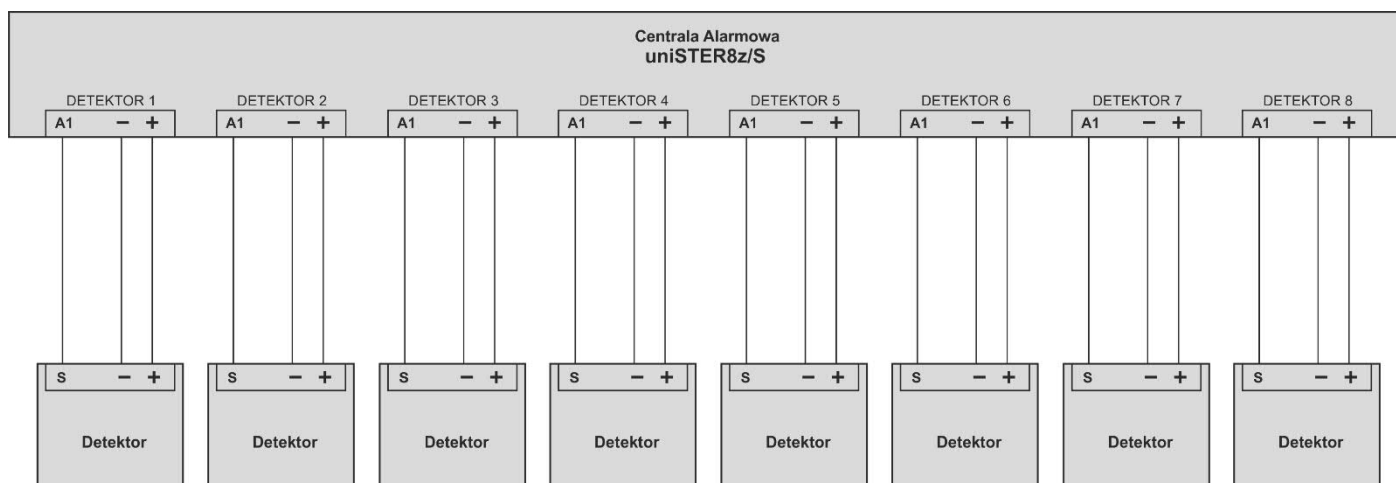 Centrala Alarmowa
uniSTER8z/S
DETEKTOR 1 DETEKTOR 2 DETEKTOR 3 DETEKTOR 4 DETEKTOR 5 DETEKTOR 6 DETEKTOR 7 DETEKTOR 8
A1 − + A1 − + A1 − + A1 − + A1 − + A1 − + A1 − + A1 − +
S − + S − + S − + S − + S − + S − + S − + S − +
Detektor Detektor Detektor Detektor Detektor Detektor Detektor Detektor